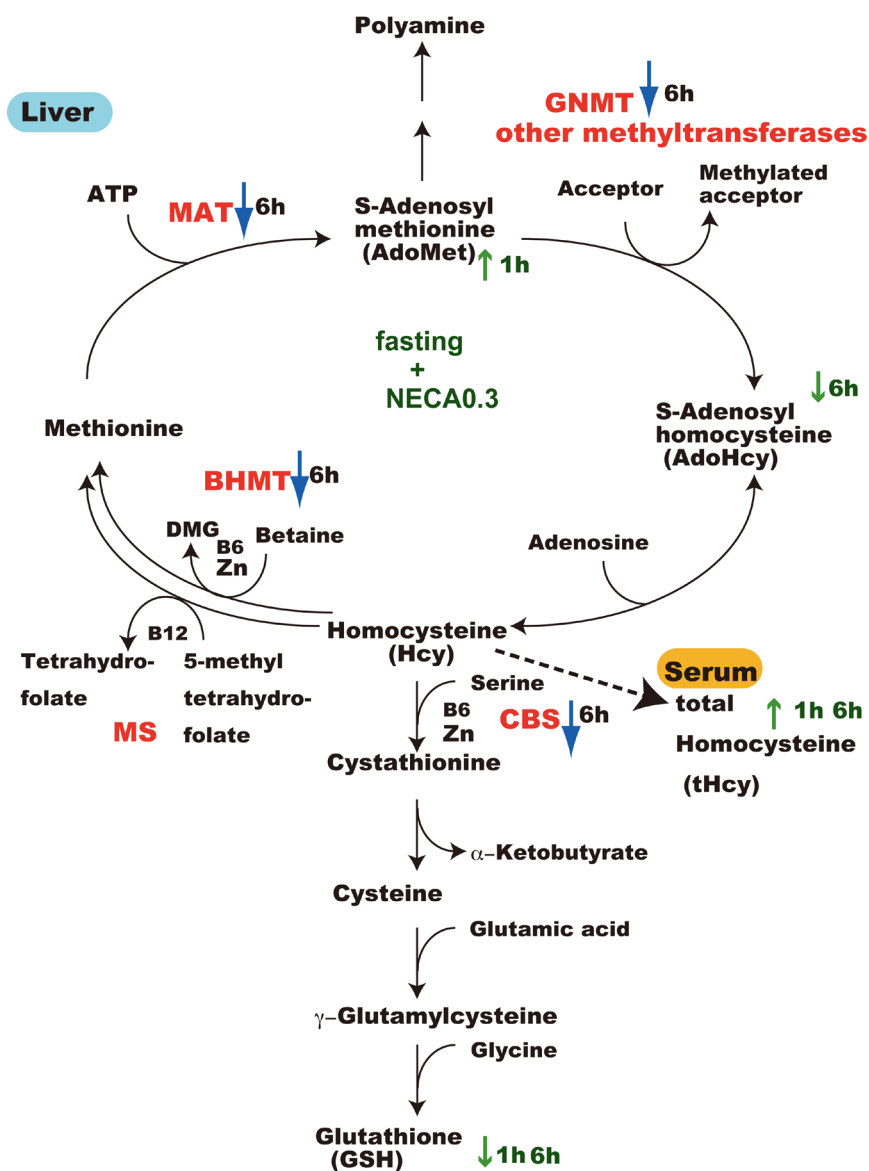 Polyamine
Liver
GNMT 6h
other methyltransferases
ATP
MAT 6h
Acceptor
Methylated
acceptor
S-Adenosyl
methionine
(AdoMet) 1h
fasting
+
NECA0.3
6h
S-Adenosyl
homocysteine
(AdoHcy)
Methionine
BHMT 6h
DMG
B6
Zn
Betaine
Adenosine
B12
Homocysteine
(Hcy)
Tetrahydro-
folate
5-methyl
tetrahydro-
folate
MS
Serine
B6
Zn
CBS 6h
Serum
total
1h 6h
Homocysteine
(tHcy)
Cystathionine
α–Ketobutyrate
Cysteine
Glutamic acid
γ–Glutamylcysteine
Glycine
Glutathione
(GSH)
1h 6h